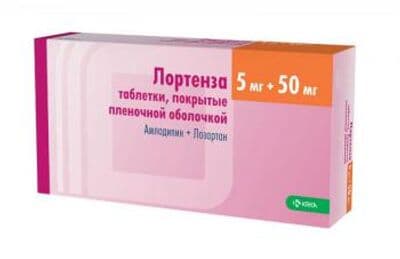 Лортенза
5 мг + 50 мг
таблетки, покрытые
пленочной оболочкой
Амлодипин + Лозартан
KRKA